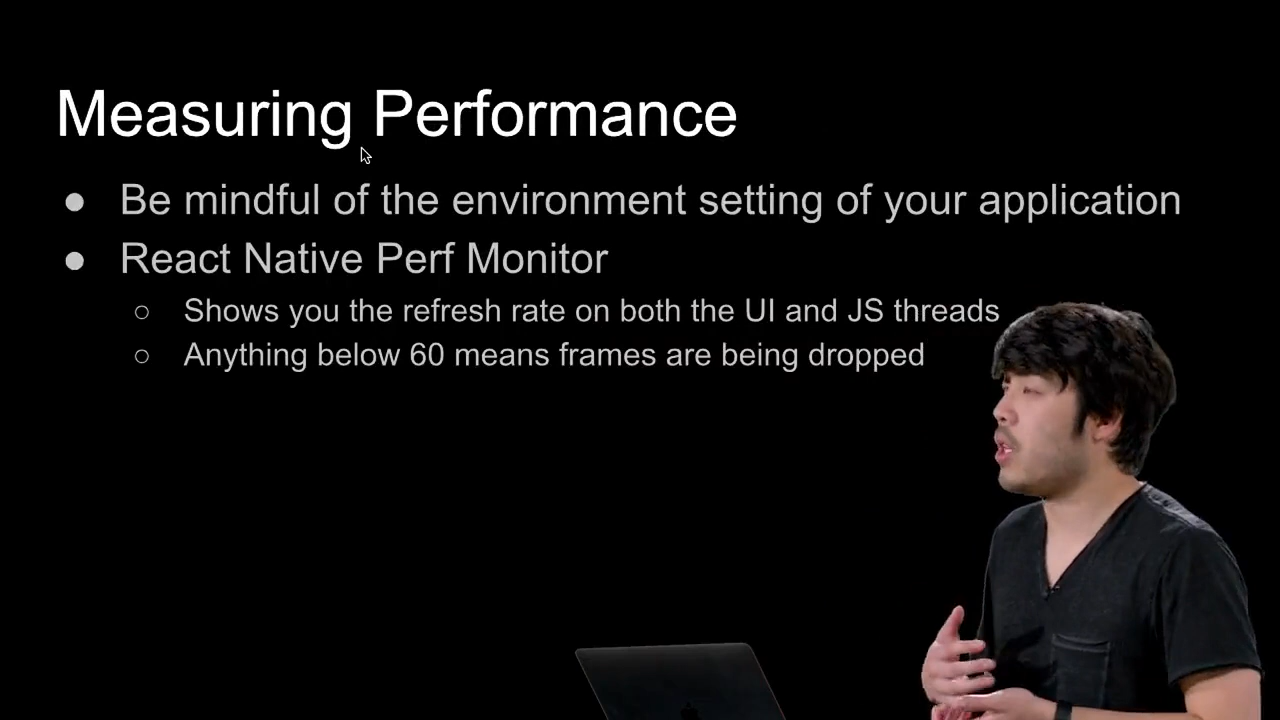 Measuring Performance
● Be mindful of the environment setting of your application
● React Native Perf Monitor
○ Shows you the refresh rate on both the UI and JS threads
○ Anything below 60 means frames are being dropped